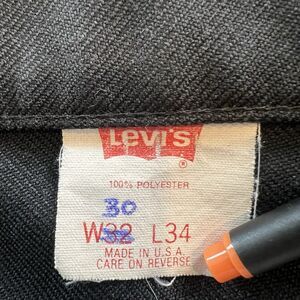 Levi's
100% POLYESTER
30
W32 L34
MADE IN U.S.A.
CARE ON REVERSE